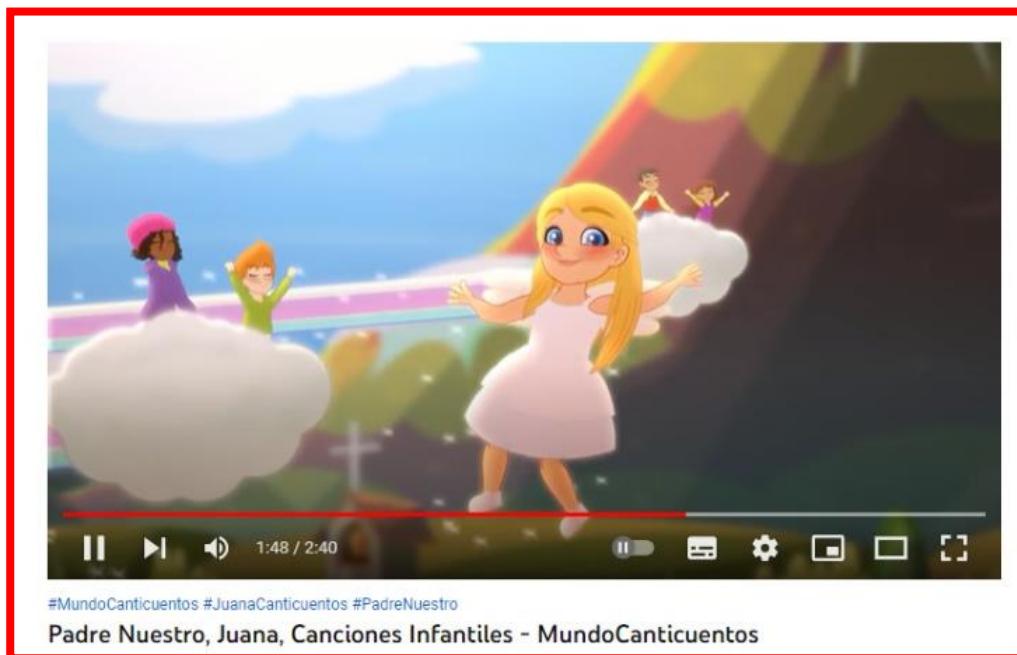 1:48 / 2:40
#MundoCanticuentos #JuanaCanticuentos #PadreNuestro
Padre Nuestro, Juana, Canciones Infantiles - MundoCanticuentos